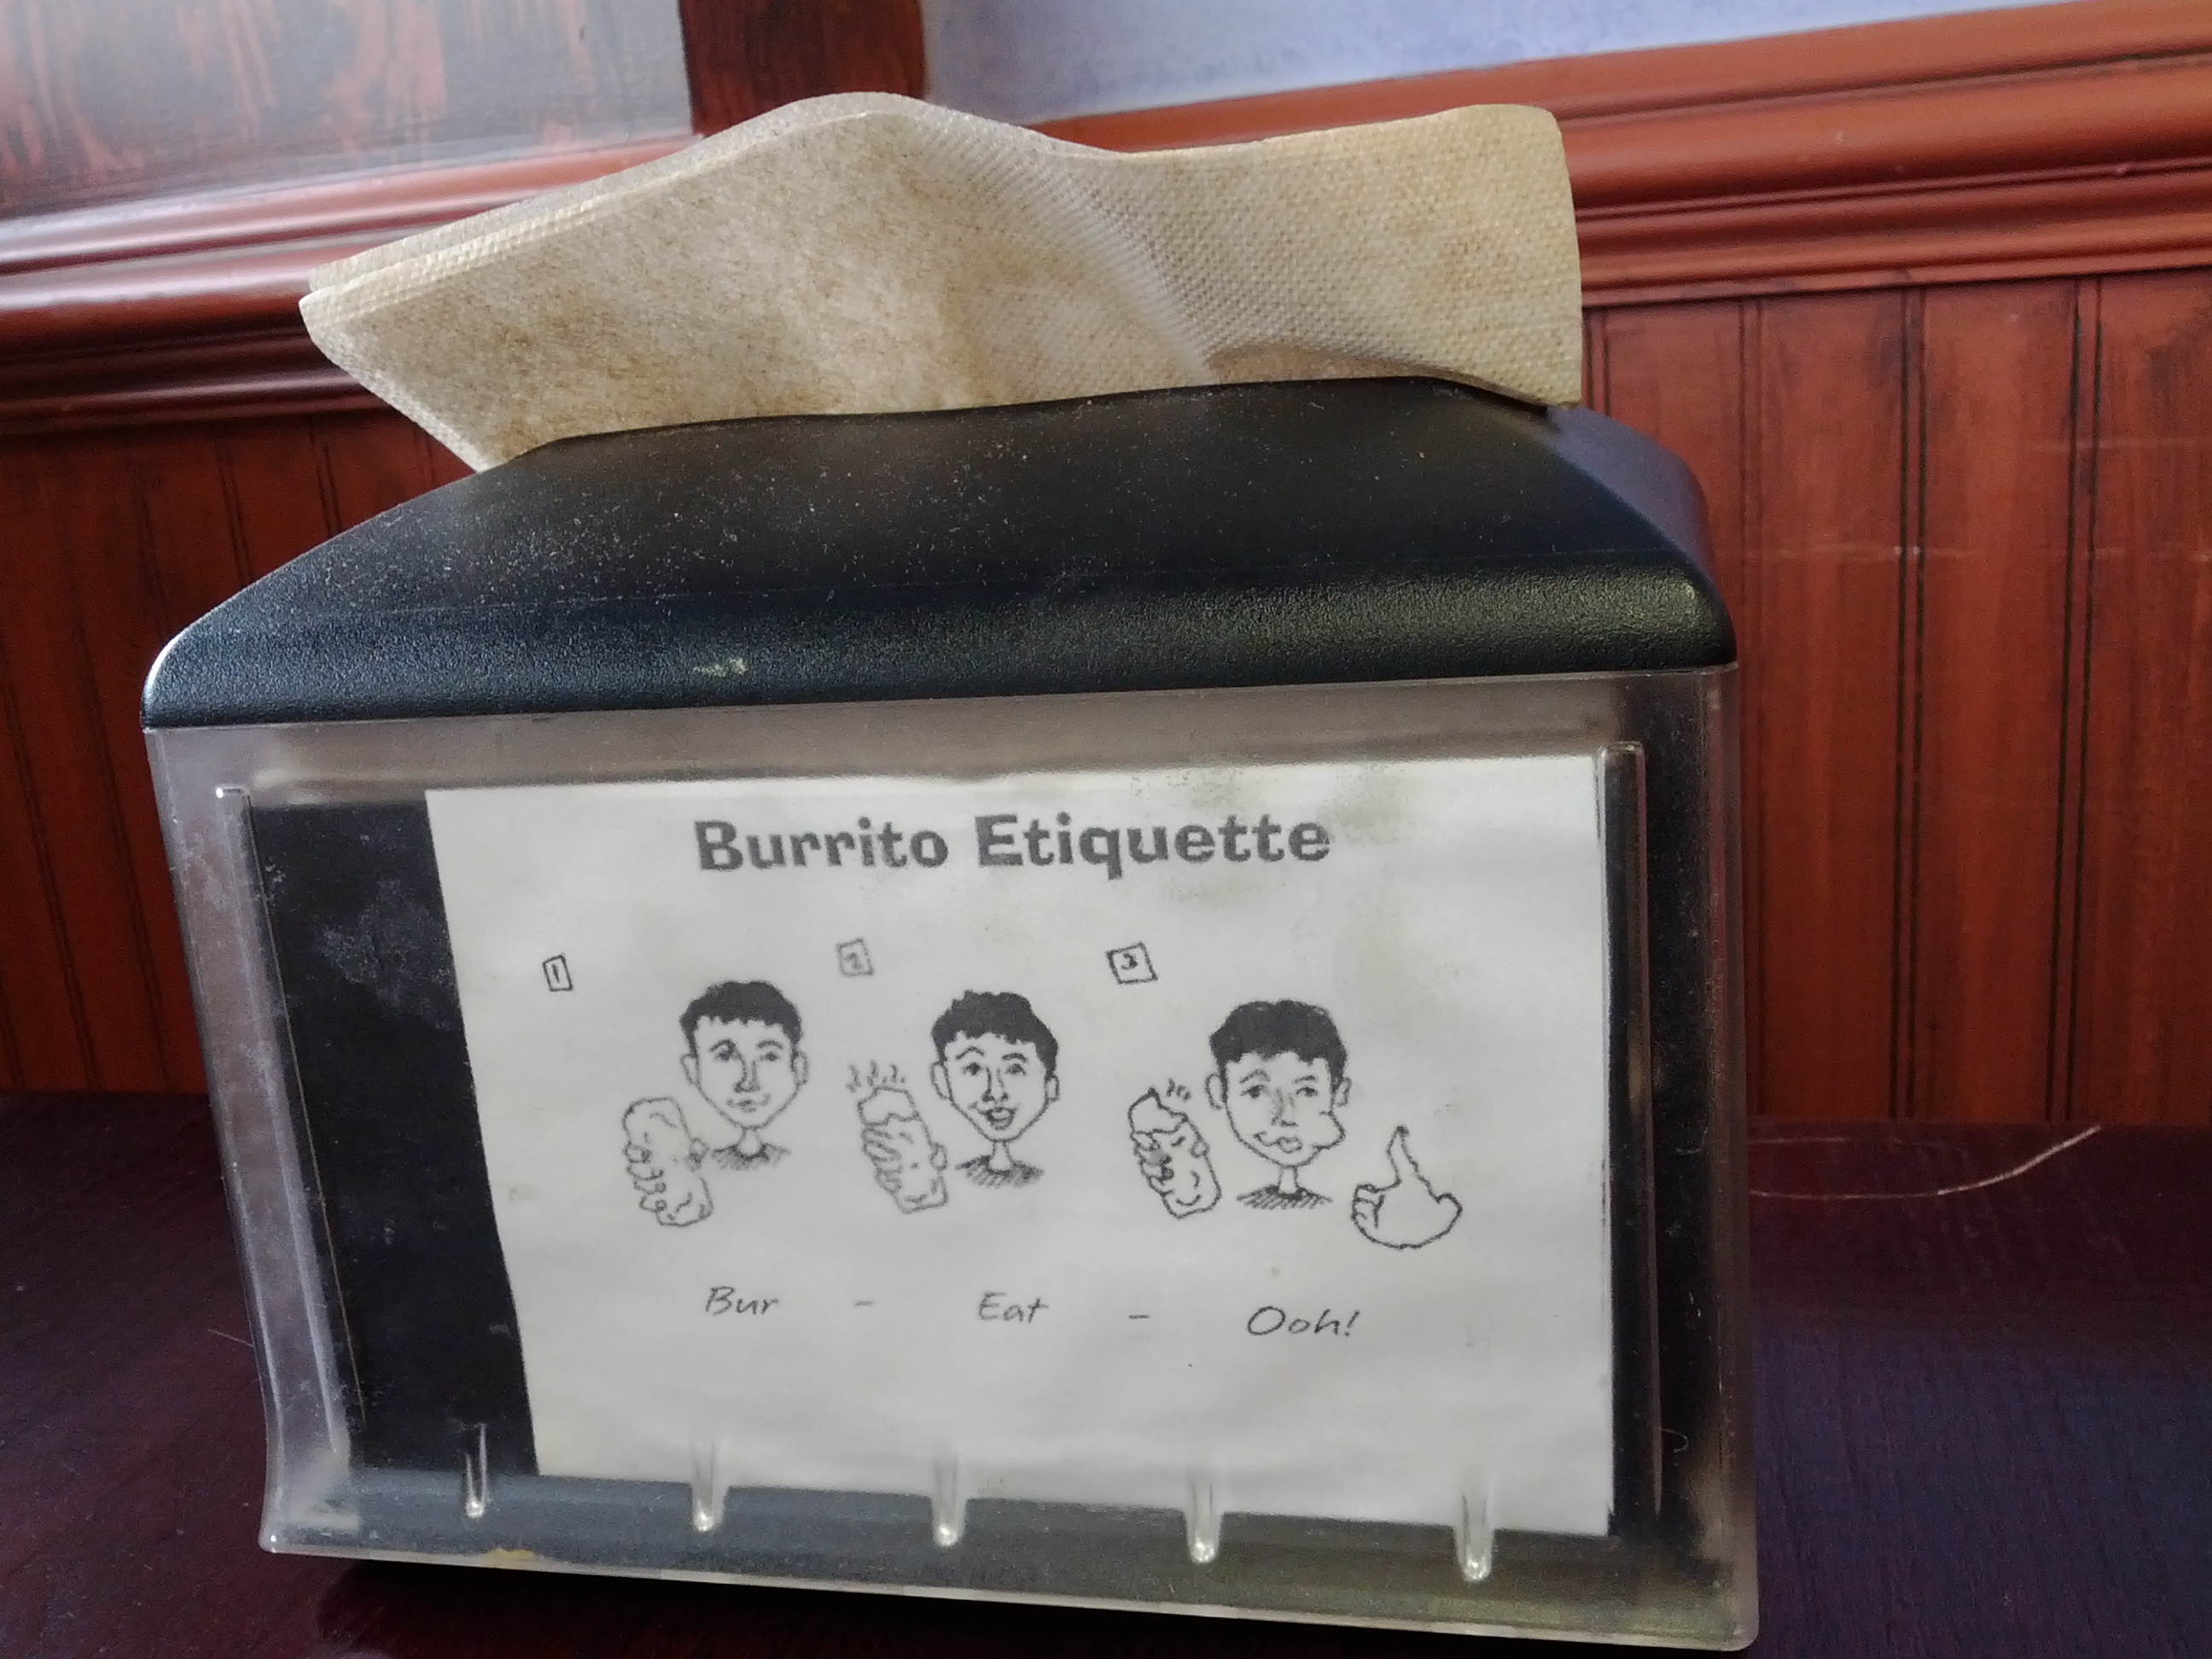 Burrito Etiquette
1 2 3
Bur - Eat - Ooh!